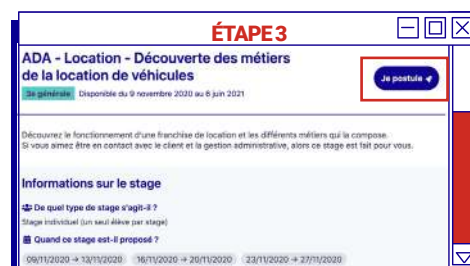 ÉTAPE 3
ADA - Location - Découverte des métiers
de la location de véhicules
Je postule
3e générale Disponible du 9 novembre 2020 au 6 juin 2021
Découvrez le fonctionnement d'une franchise de location et les différents métiers qui la compose.
Si vous aimez être en contact avec le client et la gestion administrative, alors ce stage est fait pour vous.
Informations sur le stage
De quel type de stage s'agit-il ?
Stage individuel (un seul élève par stage)
Quand ce stage est-il proposé ?
09/11/2020 → 13/11/2020 16/11/2020 → 20/11/2020 23/11/2020 → 27/11/2020